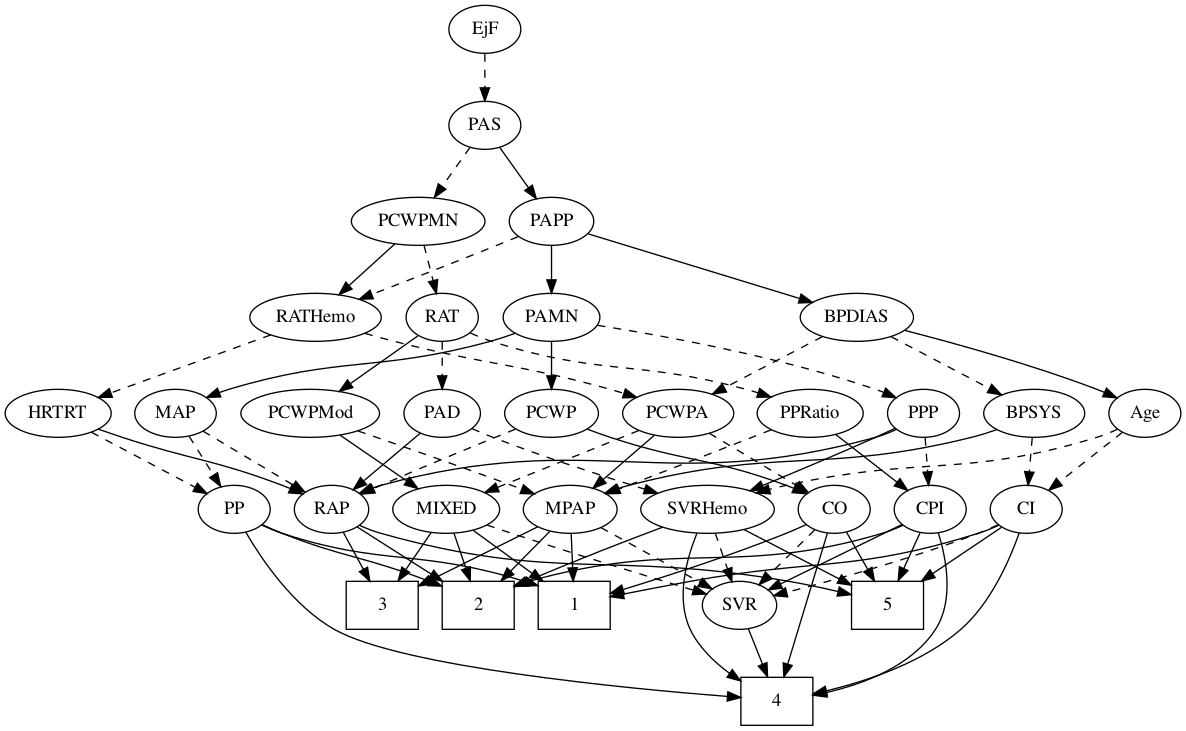 EjF
PAS
PCWPMN PAPP
RATHemo RAT PAMN BPDIAS
HRTRT MAP PCWPMod PAD PCWP PCWPA PPRatio PPP BPSYS Age
PP RAP MIXED MPAP SVRHemo CO CPI CI
3 2 1 SVR 5
4